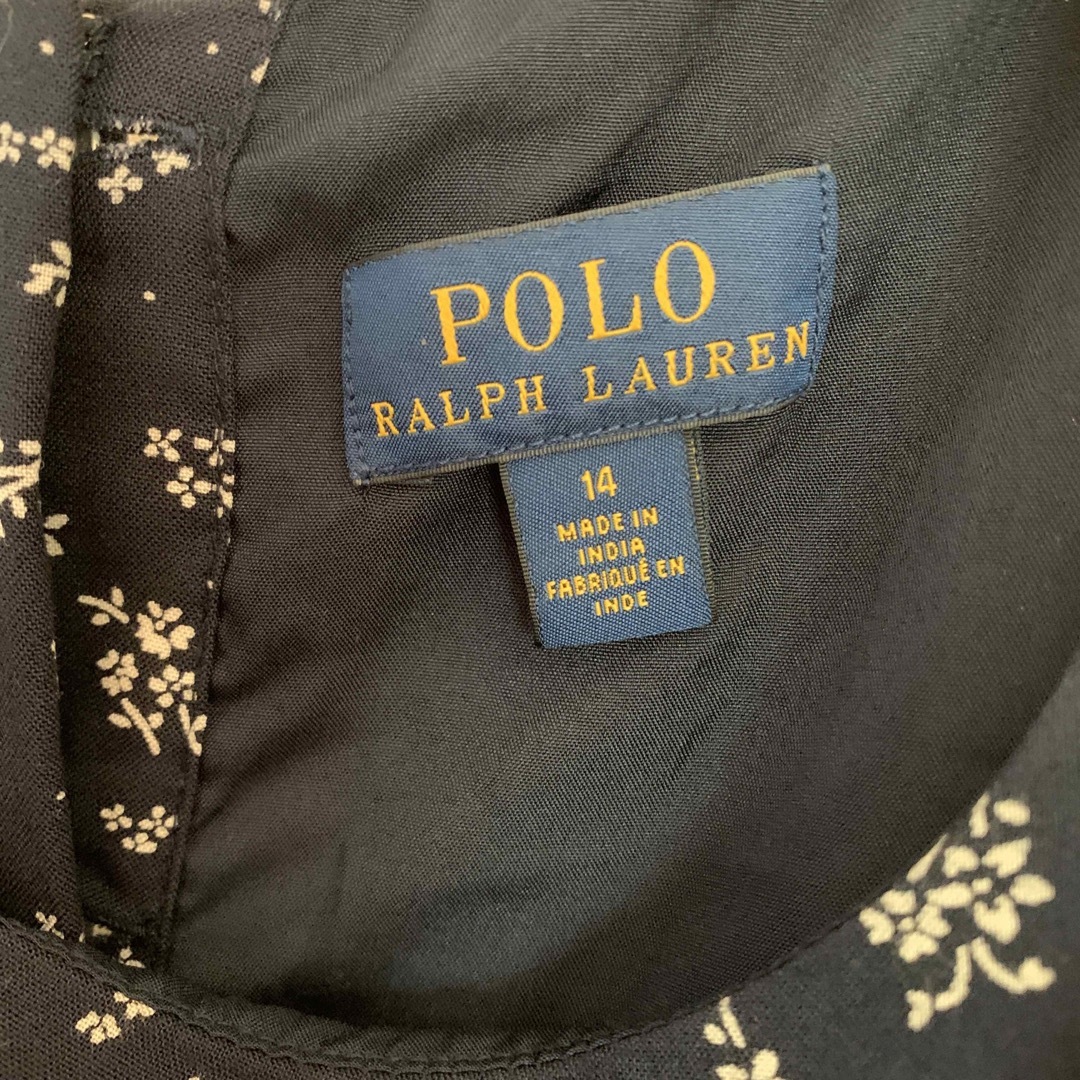 POLO
RALPH LAUREN
14
MADE IN
INDIA
FABRIQUÉ EN
INDE